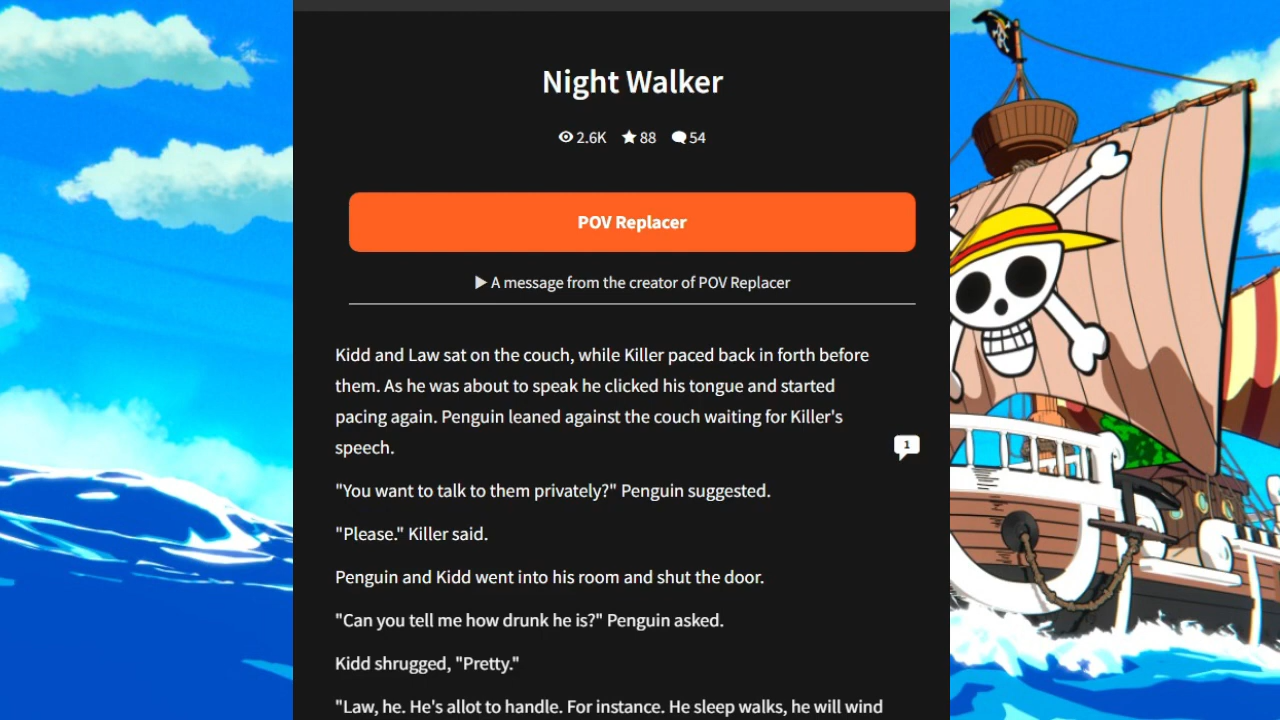 Night Walker
2.6K 88 54
POV Replacer
▶ A message from the creator of POV Replacer
Kidd and Law sat on the couch, while Killer paced back in forth before
them. As he was about to speak he clicked his tongue and started
pacing again. Penguin leaned against the couch waiting for Killer's
speech.
1
"You want to talk to them privately?" Penguin suggested.
"Please." Killer said.
Penguin and Kidd went into his room and shut the door.
"Can you tell me how drunk he is?" Penguin asked.
Kidd shrugged, "Pretty."
"Law, he. He's allot to handle. For instance. He sleep walks, he will wind